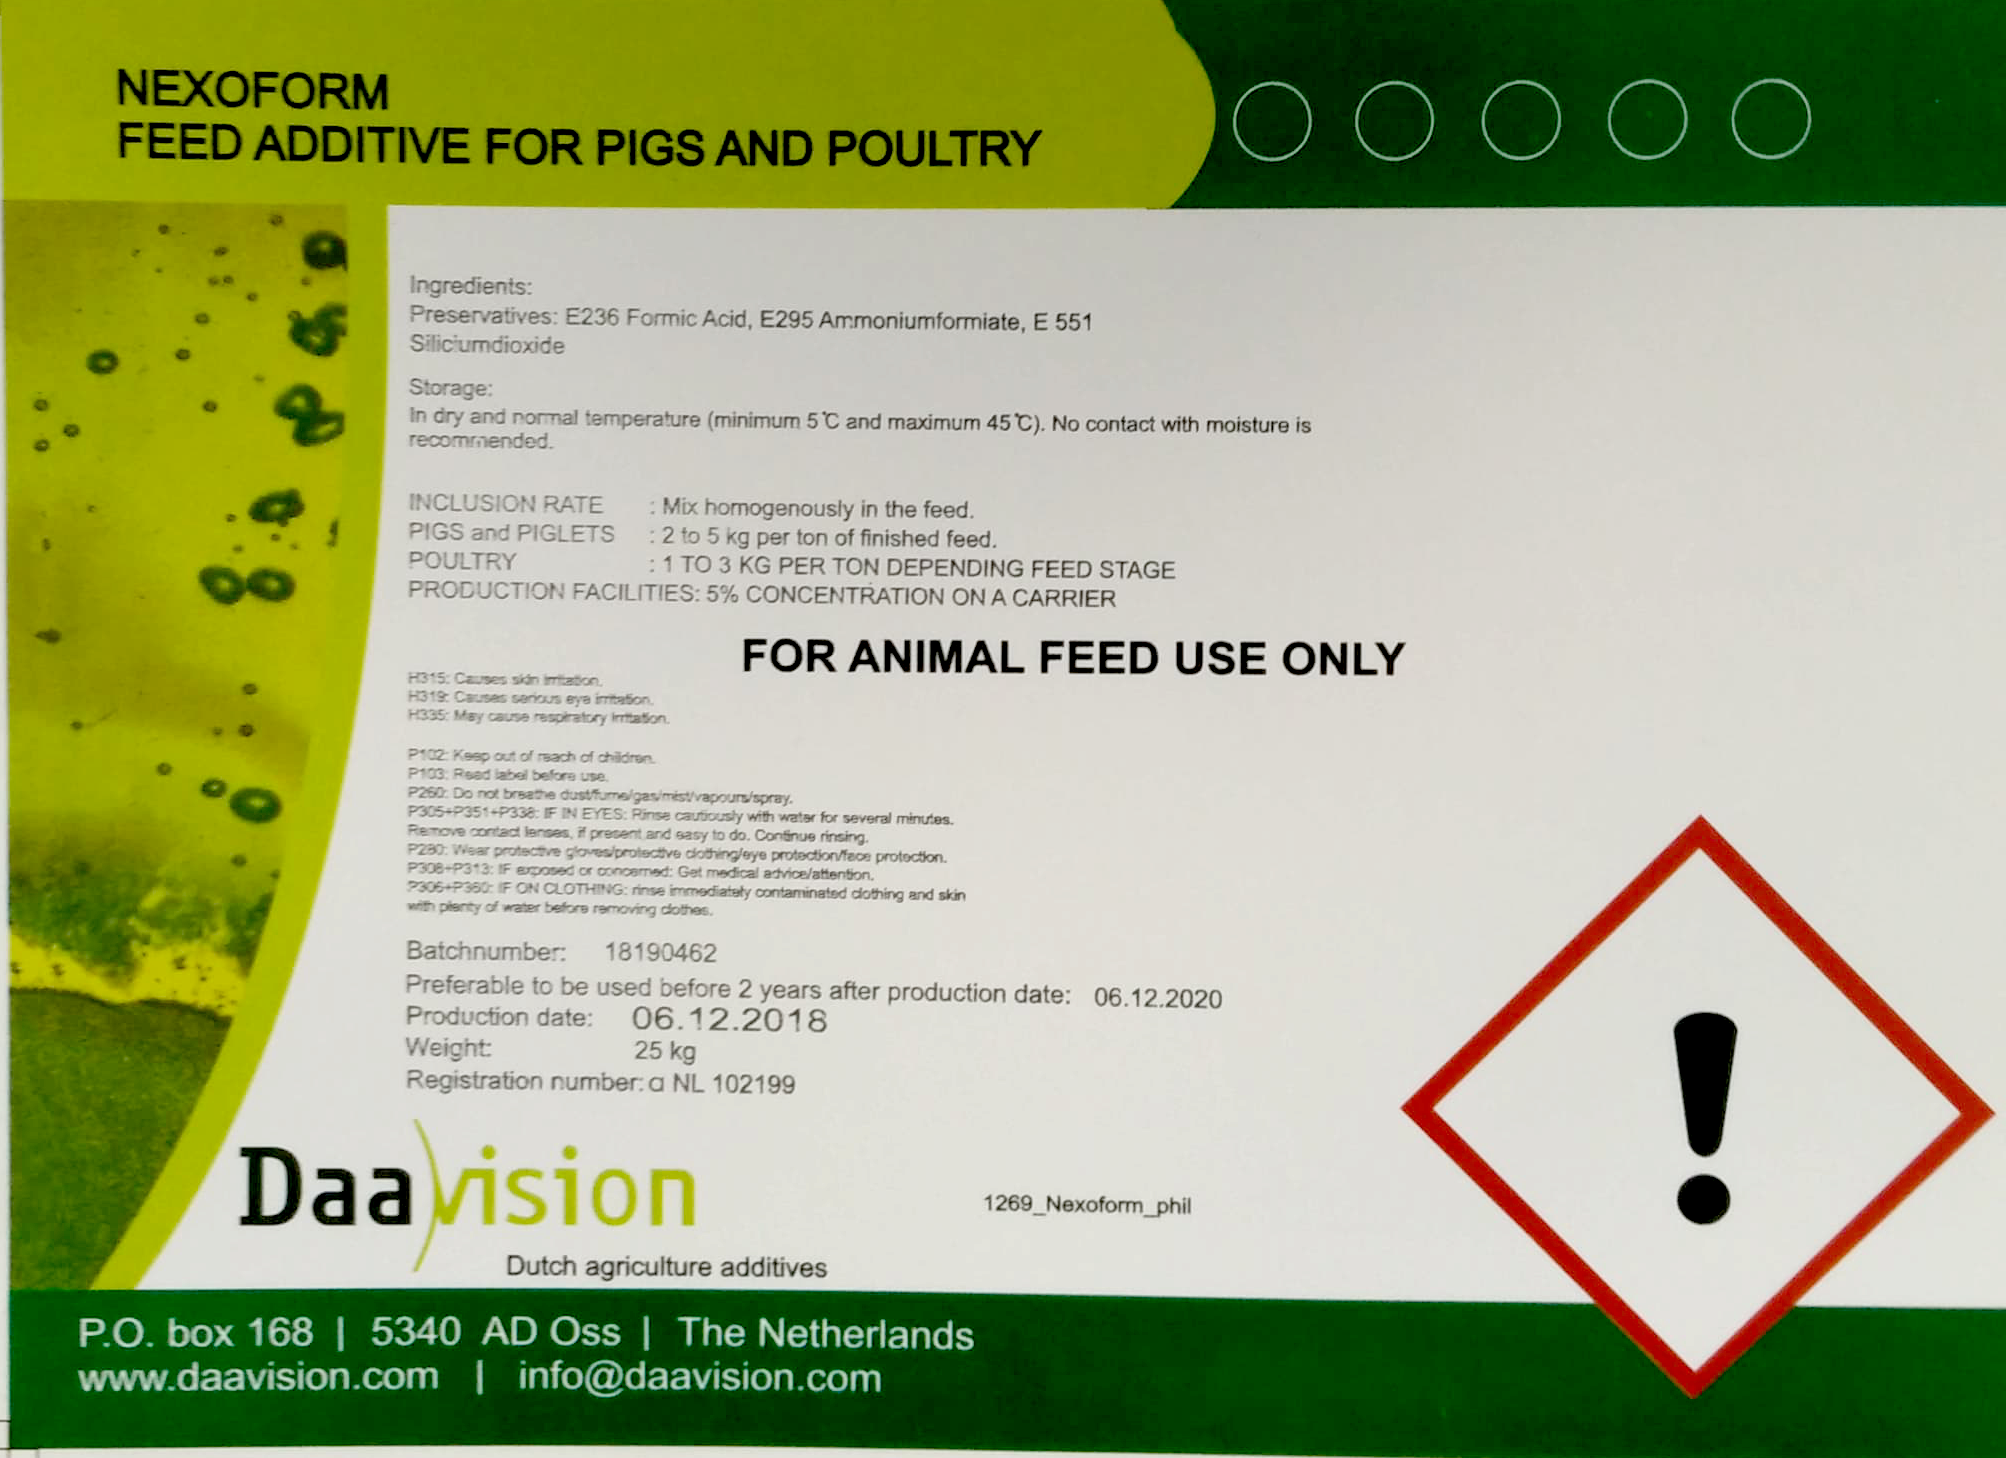 NEXOFORM
FEED ADDITIVE FOR PIGS AND POULTRY
Ingredients:
Preservatives: E236 Formic Acid, E295 Ammoniumformiate, E 551
Siliciumdioxide
Storage:
In dry and normal temperature (minimum 5℃ and maximum 45℃). No contact with moisture is
recommended.
INCLUSION RATE : Mix homogenously in the feed.
PIGS and PIGLETS : 2 to 5 kg per ton of finished feed.
POULTRY : 1 TO 3 KG PER TON DEPENDING FEED STAGE
PRODUCTION FACILITIES: 5% CONCENTRATION ON A CARRIER
FOR ANIMAL FEED USE ONLY
H315: Causes skin irritation.
H319: Causes serious eye irritation.
H335: May cause respiratory irritation.
P102: Keep out of reach of children.
P103: Read label before use.
P260: Do not breathe dust/fume/gas/mist/vapours/spray.
P305+P351+P338: IF IN EYES: Rinse cautiously with water for several minutes.
Remove contact lenses, if present and easy to do. Continue rinsing.
P280: Wear protective gloves/protective clothing/eye protection/face protection.
P308+P313: IF exposed or concerned: Get medical advice/attention.
P306+P360: IF ON CLOTHING: rinse immediately contaminated clothing and skin
with plenty of water before removing clothes.
Batchnumber: 18190462
Preferable to be used before 2 years after production date: 06.12.2020
Production date: 06.12.2018
Weight: 25 kg
Registration number: α NL 102199
Daavision
1269_Nexoform_phil
Dutch agriculture additives
P.O. box 168 | 5340 AD Oss | The Netherlands
www.daavision.com | info@daavision.com